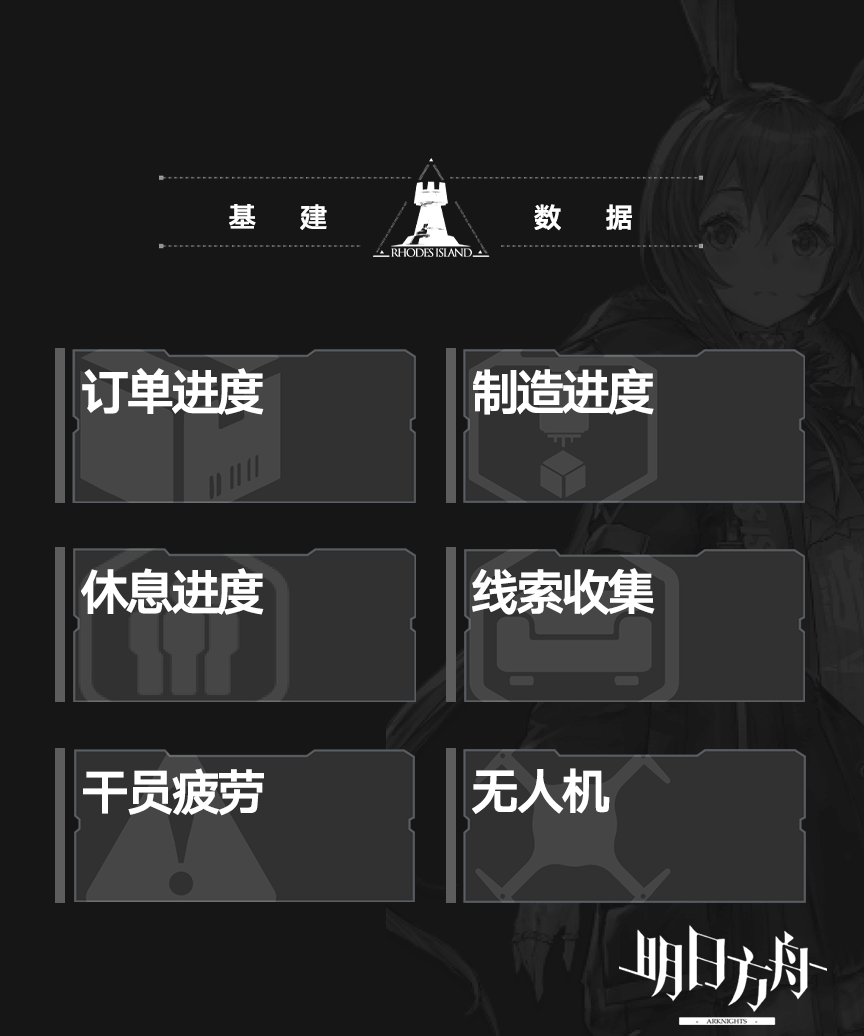 基建 数据
RHODES ISLAND
订单进度
制造进度
休息进度
线索收集
干员疲劳
无人机
明日方舟
ARKNIGHTS